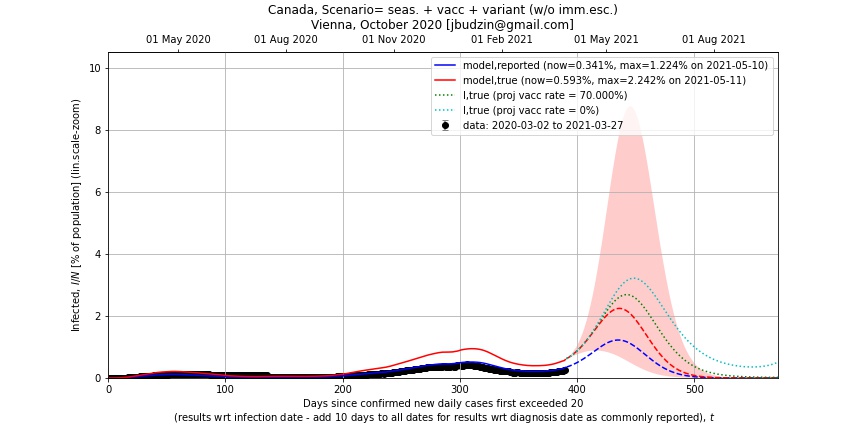 Canada, Scenario= seas. + vacc + variant (w/o imm.esc.)
Vienna, October 2020 [jbudzin@gmail.com]
01 May 2020 01 Aug 2020 01 Nov 2020 01 Feb 2021 01 May 2021 01 Aug 2021
model,reported (now=0.341%, max=1.224% on 2021-05-10)
model,true (now=0.593%, max=2.242% on 2021-05-11)
I,true (proj vacc rate = 70.000%)
I,true (proj vacc rate = 0%)
data: 2020-03-02 to 2021-03-27
Infected, I/N [% of population] (lin.scale-zoom)
10
8
6
4
2
0
0 100 200 300 400 500
Days since confirmed new daily cases first exceeded 20
(results wrt infection date - add 10 days to all dates for results wrt diagnosis date as commonly reported), t